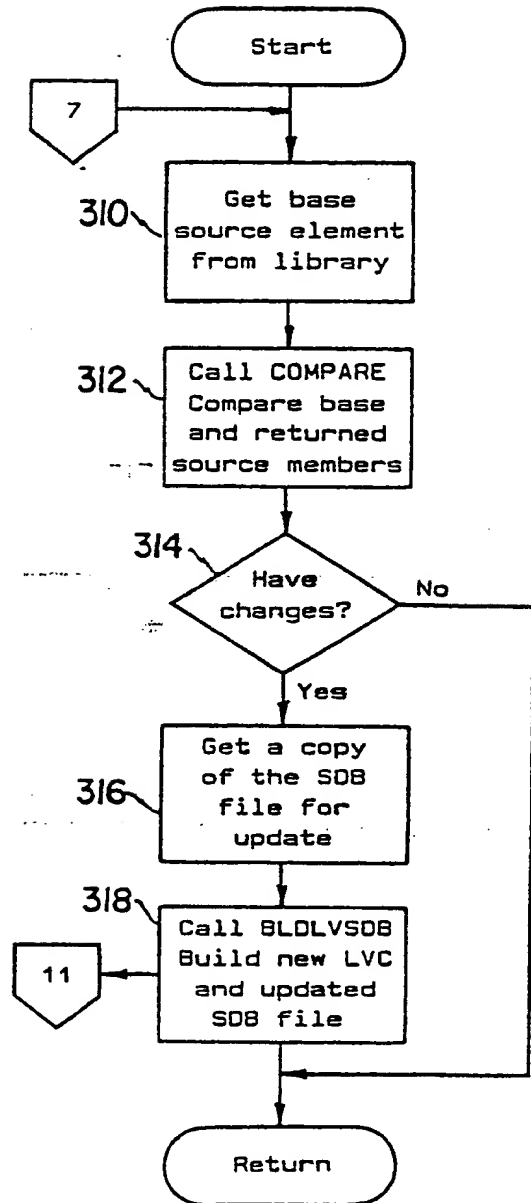 Start
7
310
Get base
source element
from library
312
Call COMPARE
Compare base
and returned
source members
314
Have
changes?
No
Yes
316
Get a copy
of the SDB
file for
update
318
Call BLDLVSDB
Build new LVC
and updated
SDB file
11
Return